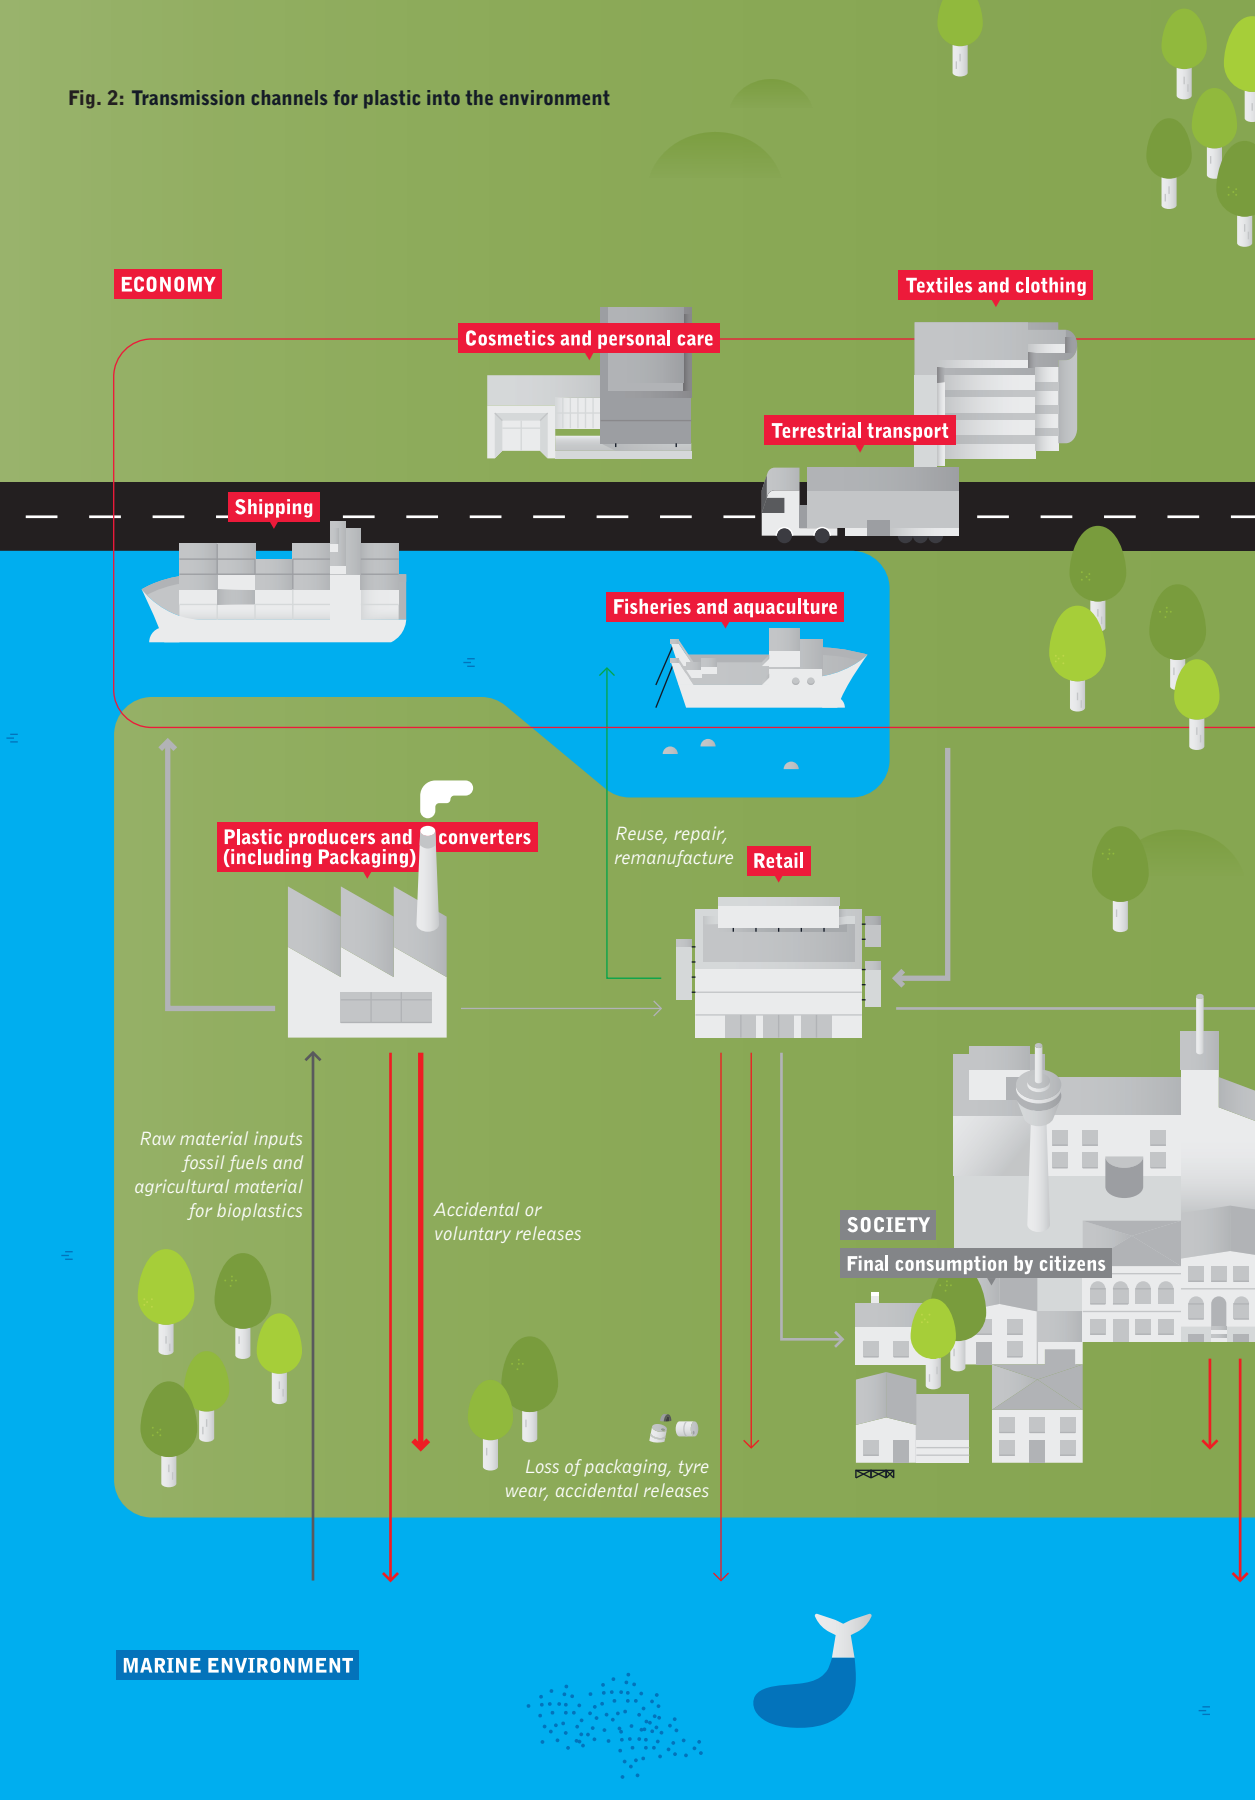 Fig. 2: Transmission channels for plastic into the environment
ECONOMY
Textiles and clothing
Cosmetics and personal care
Terrestrial transport
Shipping
Fisheries and aquaculture
Plastic producers and converters
(including Packaging)
Reuse, repair,
remanufacture
Retail
Raw material inputs
fossil fuels and
agricultural material
for bioplastics
Accidental or
voluntary releases
SOCIETY
Final consumption by citizens
Loss of packaging, tyre
wear, accidental releases
MARINE ENVIRONMENT